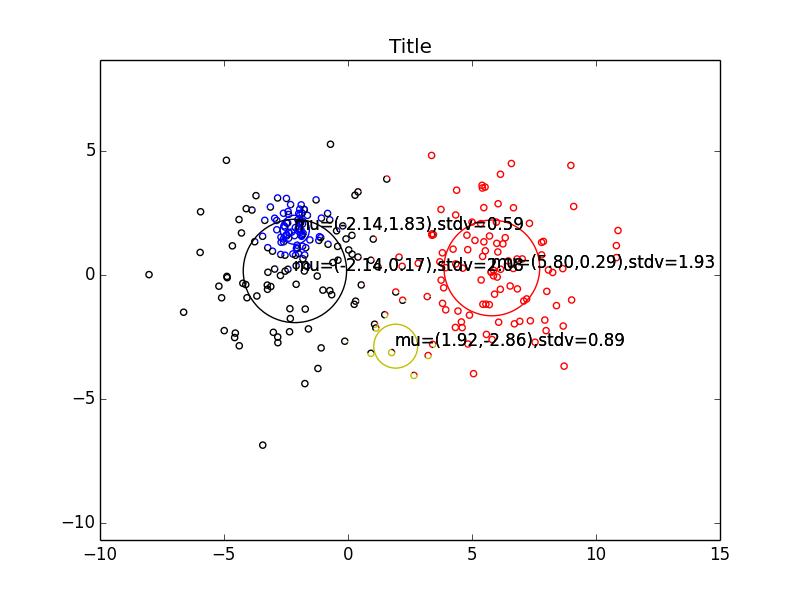 Title
5
mu=(-2.14,1.83),stdv=0.59
mu=(-2.14,0.17),stdv=2.08
mu=(5.80,0.29),stdv=1.93
0
mu=(1.92,-2.86),stdv=0.89
−5
−10
−10 −5 0 5 10 15